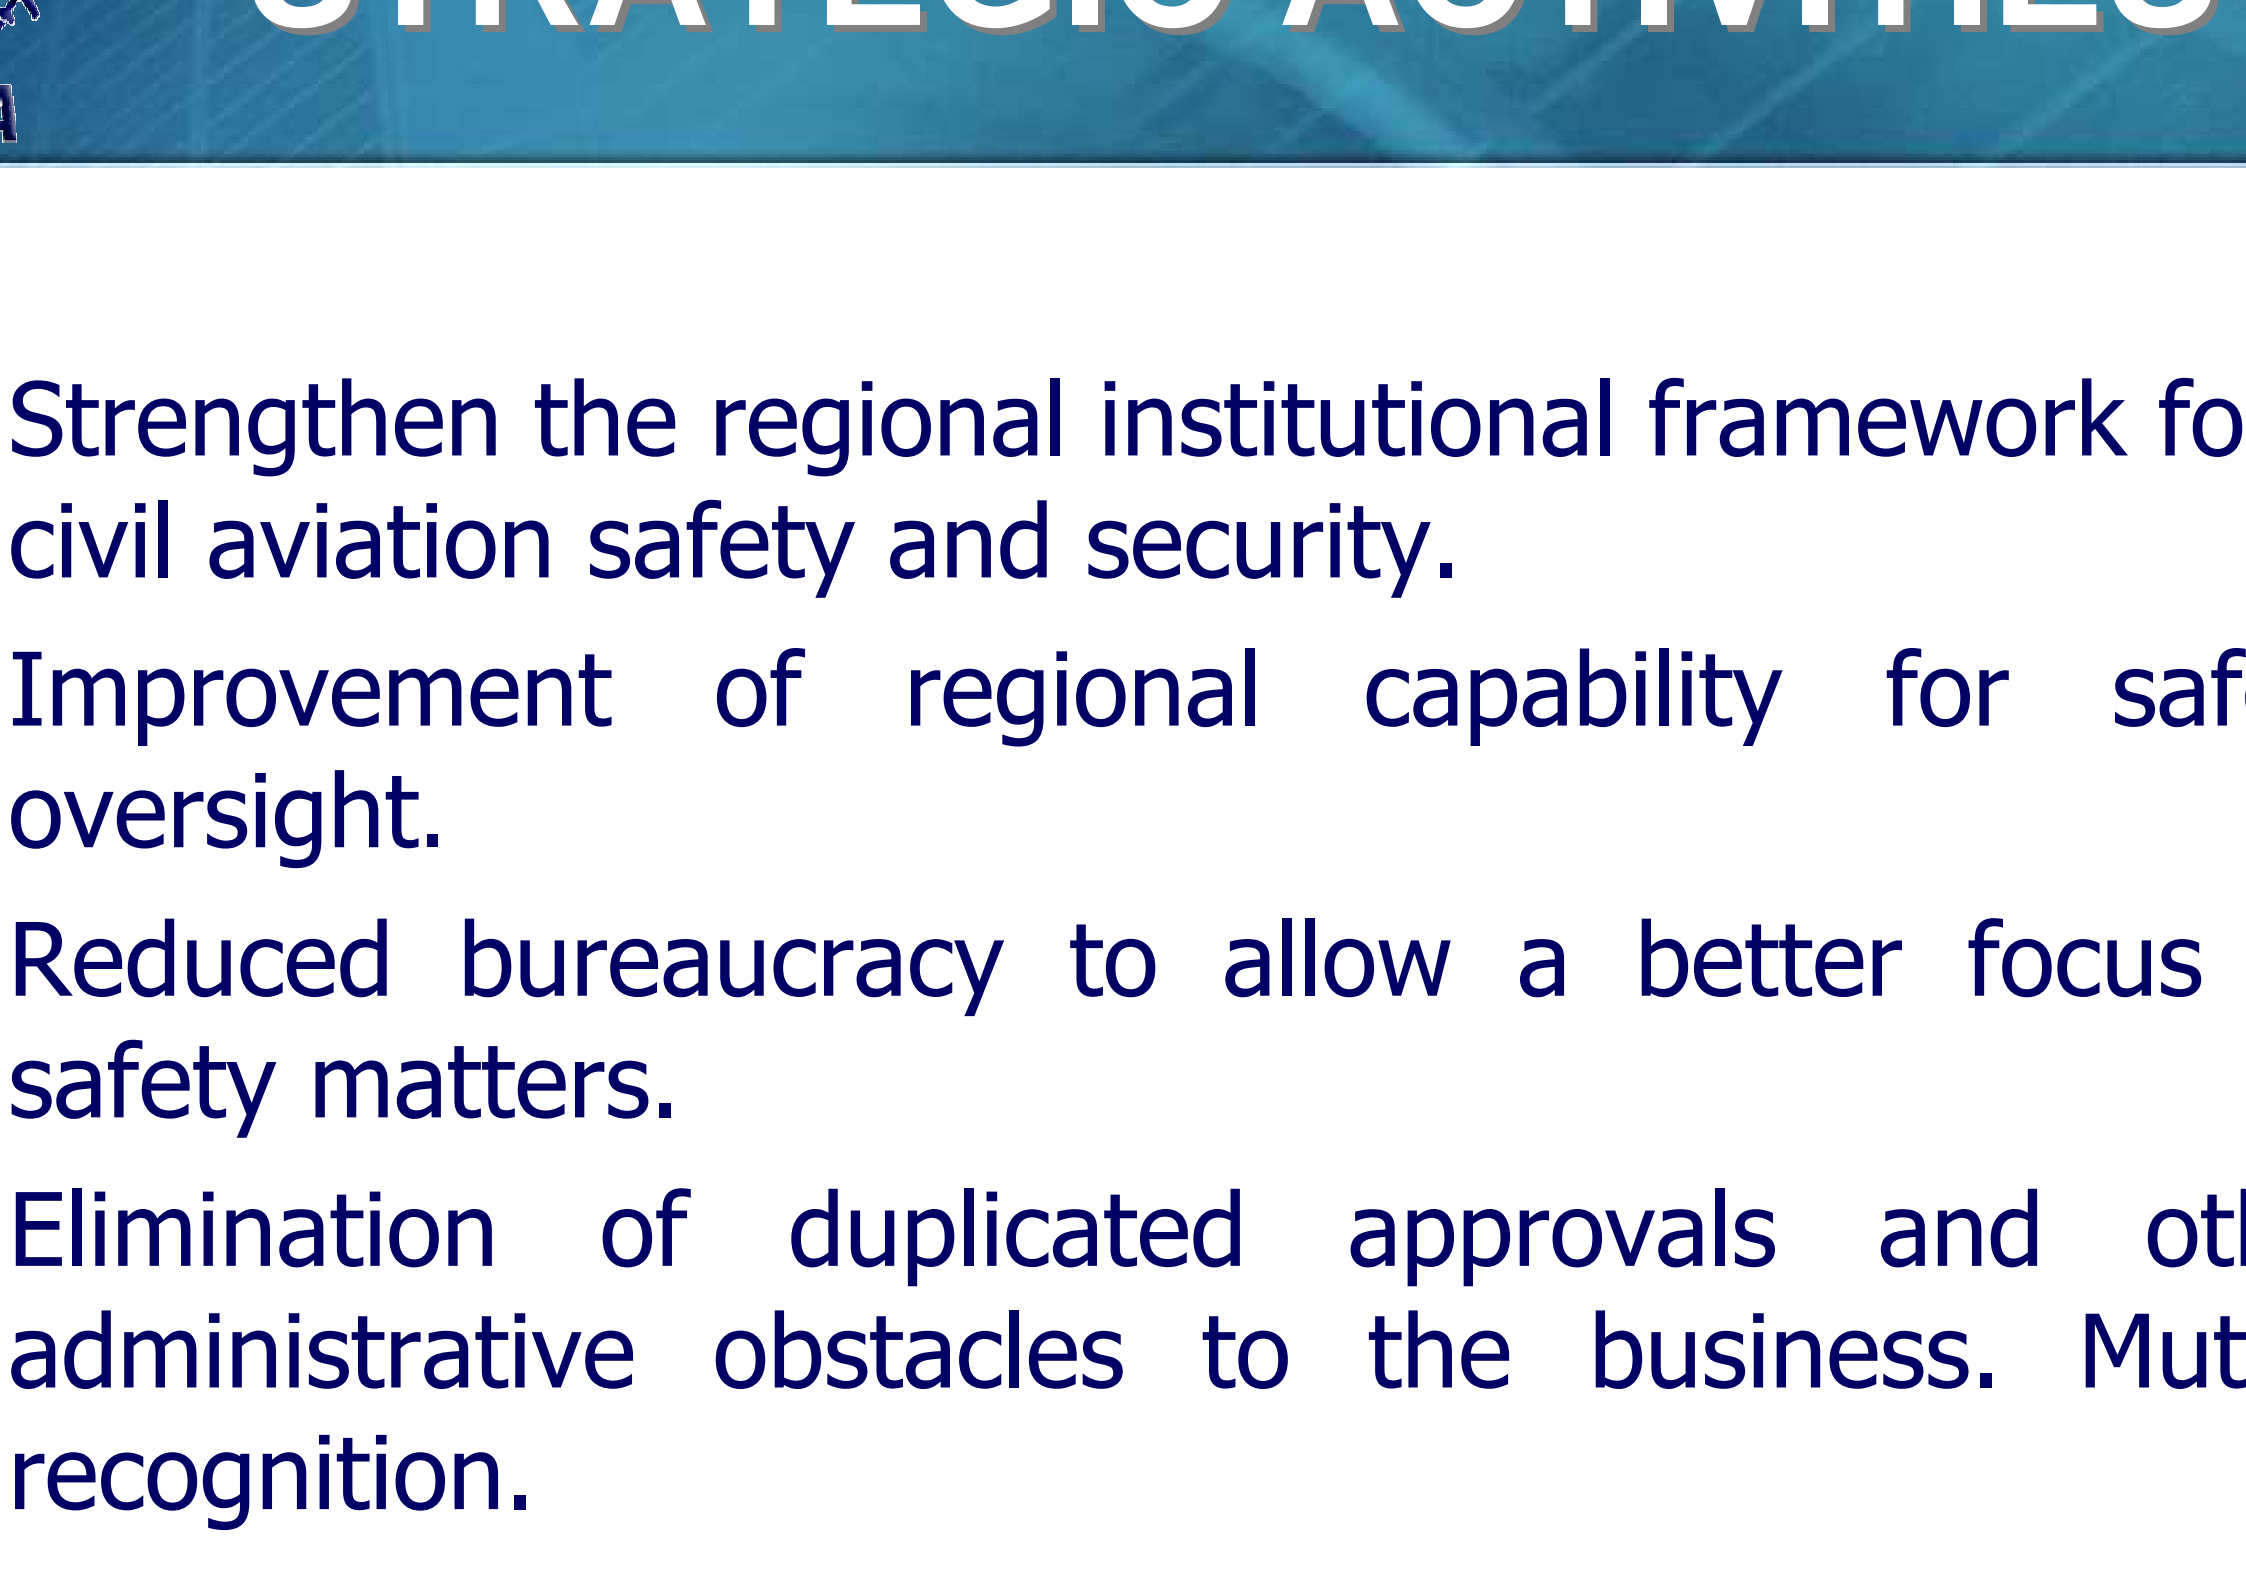 STRATEGIC ACTIVITIES
Strengthen the regional institutional framework fo
civil aviation safety and security.
Improvement of regional capability for saf
oversight.
Reduced bureaucracy to allow a better focus
safety matters.
Elimination of duplicated approvals and ot
administrative obstacles to the business. Mut
recognition.